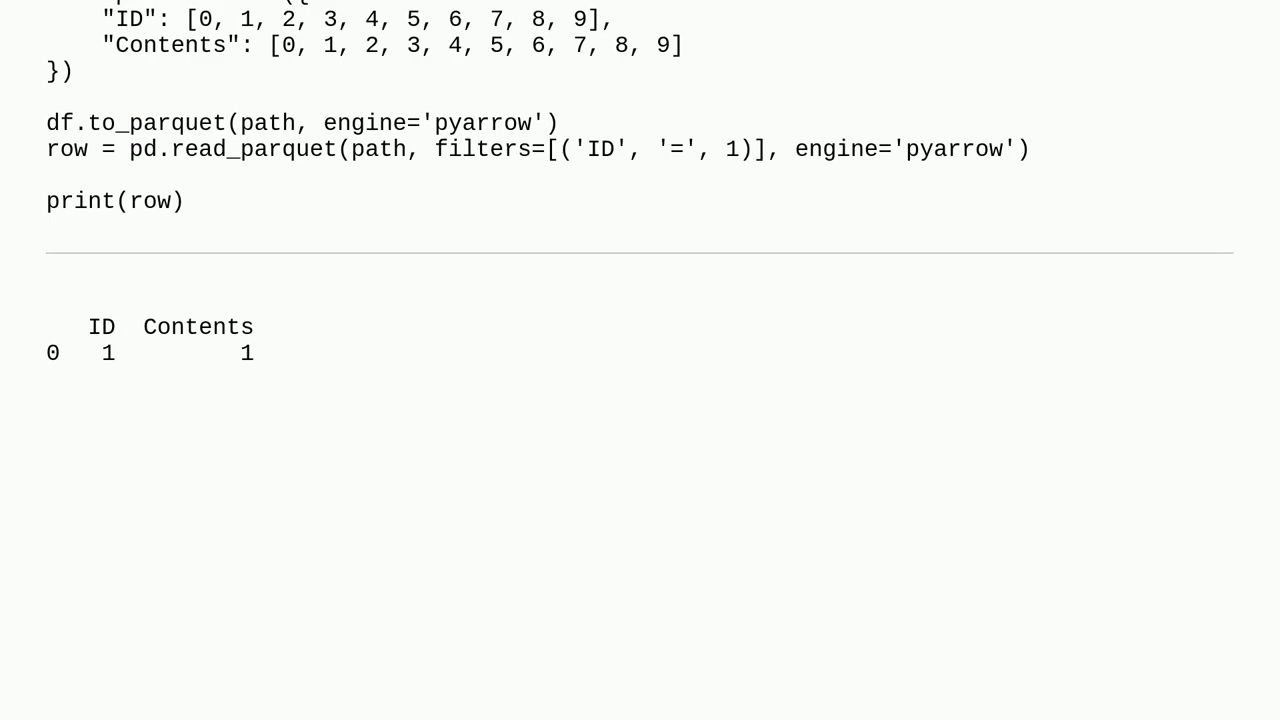 "ID": [0, 1, 2, 3, 4, 5, 6, 7, 8, 9],
"Contents": [0, 1, 2, 3, 4, 5, 6, 7, 8, 9]
})
df.to_parquet(path, engine='pyarrow')
row = pd.read_parquet(path, filters=[('ID', '=', 1)], engine='pyarrow')
print(row)
ID Contents
0 1 1